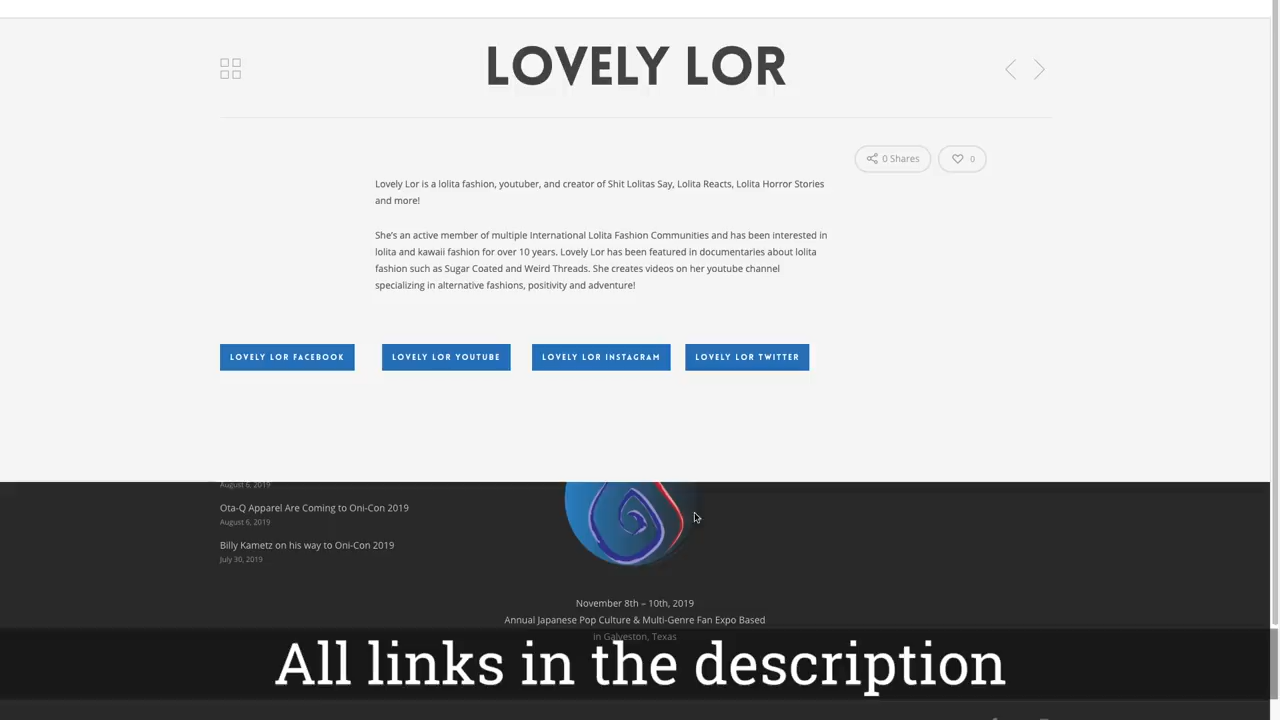 LOVELY LOR
0 Shares
0
Lovely Lor is a lolita fashion, youtuber, and creator of Shit Lolitas Say, Lolita Reacts, Lolita Horror Stories
and more!
She's an active member of multiple International Lolita Fashion Communities and has been interested in
lolita and kawaii fashion for over 10 years. Lovely Lor has been featured in documentaries about lolita
fashion such as Sugar Coated and Weird Threads. She creates videos on her youtube channel
specializing in alternative fashions, positivity and adventure!
LOVELY LOR FACEBOOK
LOVELY LOR YOUTUBE
LOVELY LOR INSTAGRAM
LOVELY LOR TWITTER
August 6, 2019
Ota-Q Apparel Are Coming to Oni-Con 2019
August 6, 2019
Billy Kametz on his way to Oni-Con 2019
July 30, 2019
November 8th – 10th, 2019
Annual Japanese Pop Culture & Multi-Genre Fan Expo Based
in Galveston, Texas
All links in the description